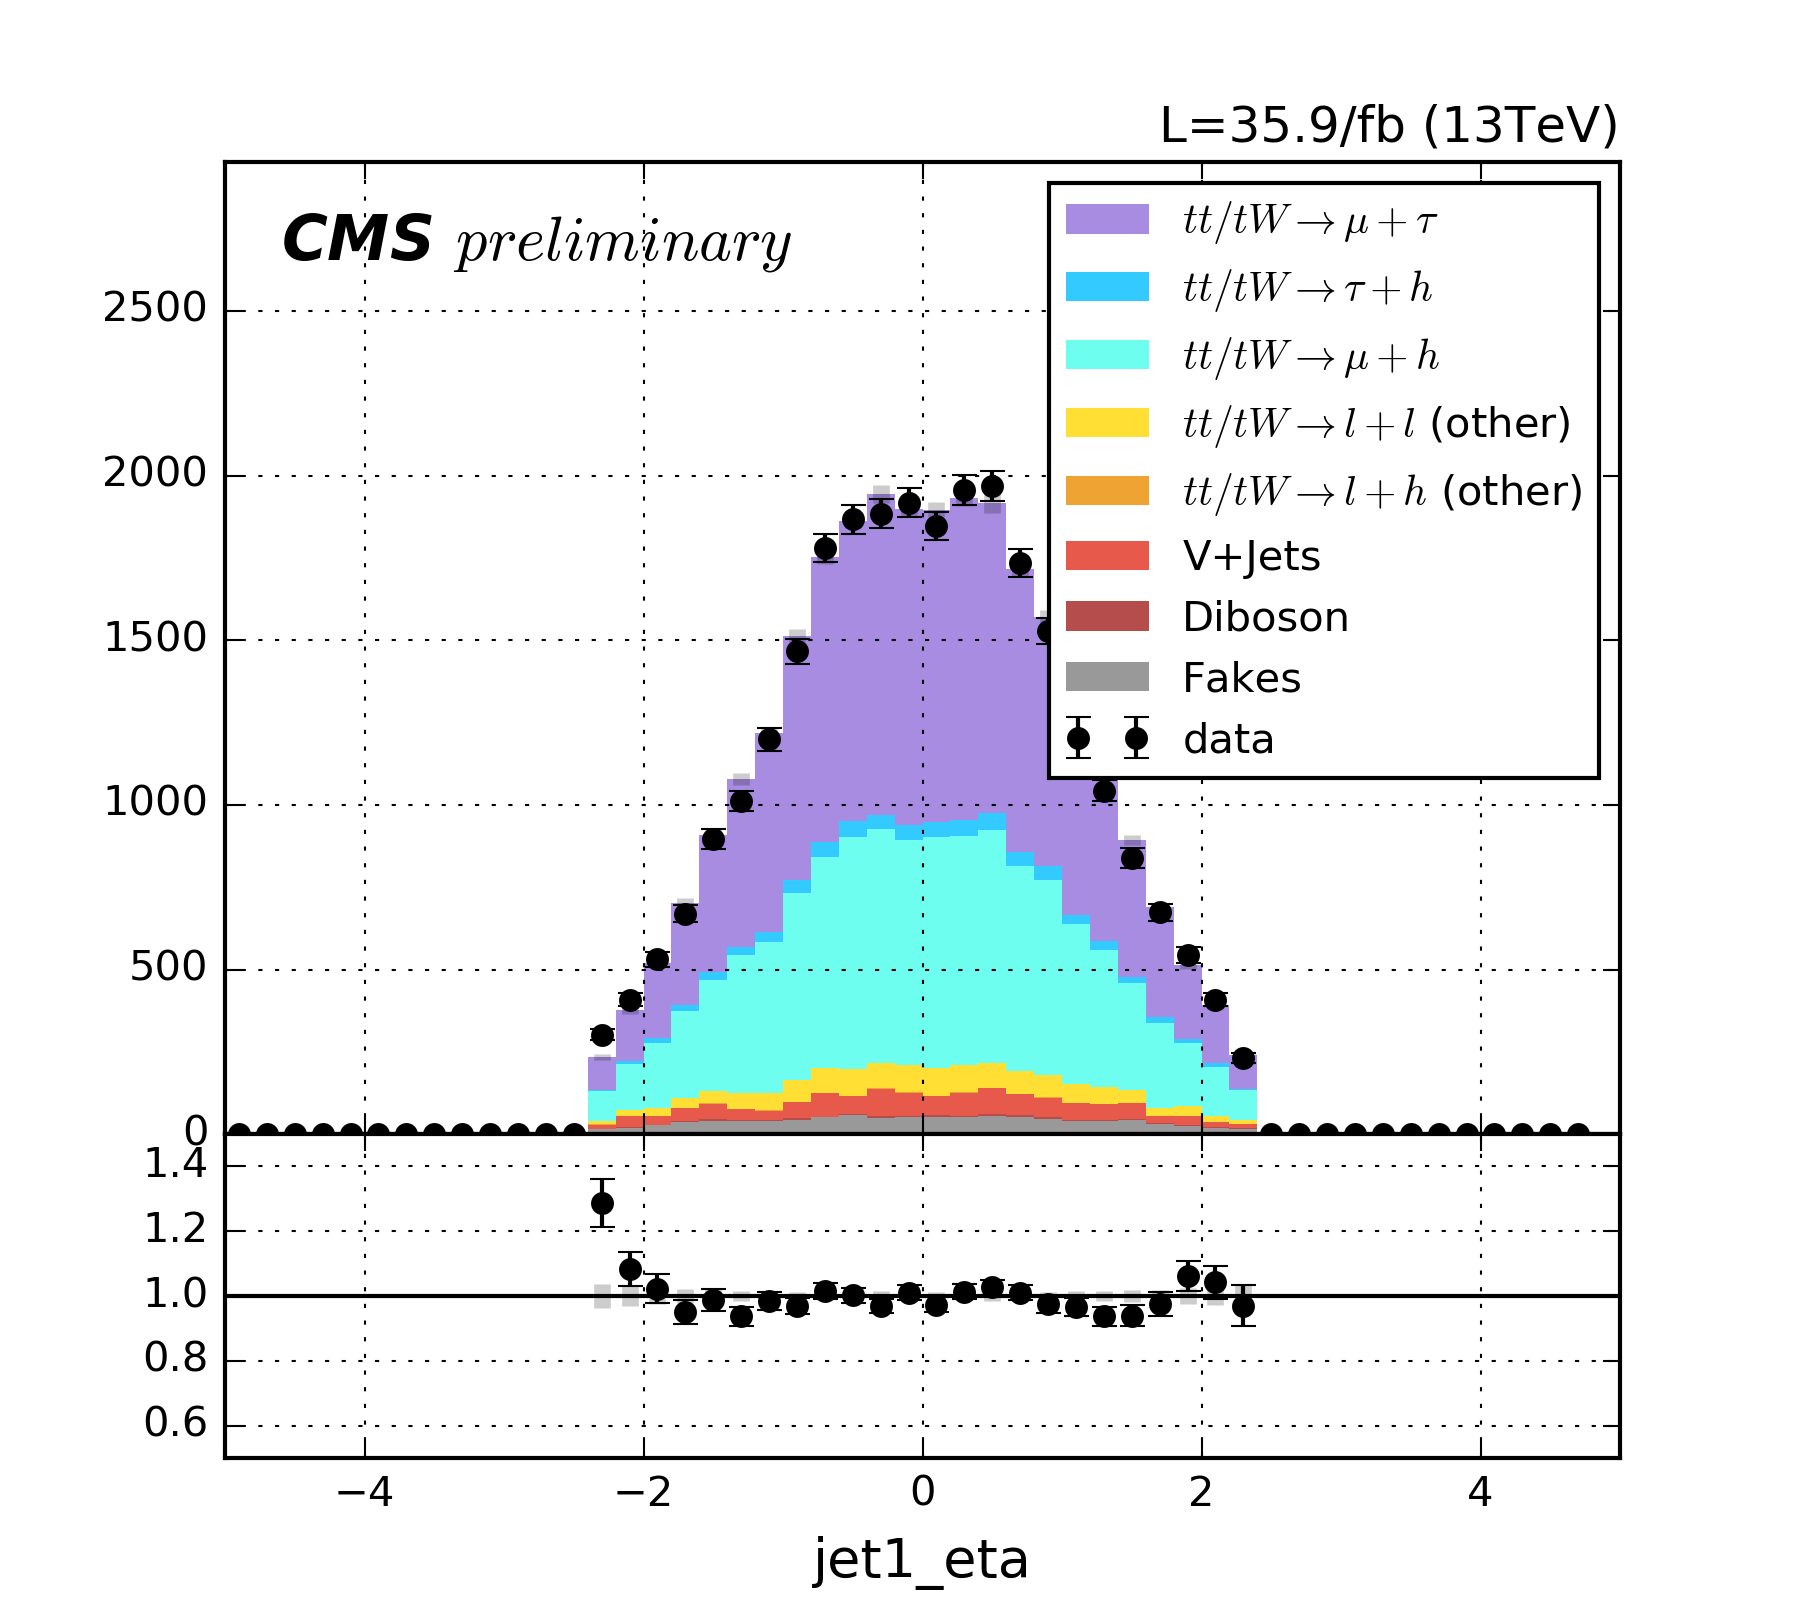 L=35.9/fb (13TeV)
CMS preliminary
tt/tW→μ+τ
tt/tW→τ+h
tt/tW→μ+h
tt/tW→l+l (other)
tt/tW→l+h (other)
V+Jets
Diboson
Fakes
data
2500
2000
1500
1000
500
0
1.4
1.2
1.0
0.8
0.6
−4 −2 0 2 4
jet1_eta